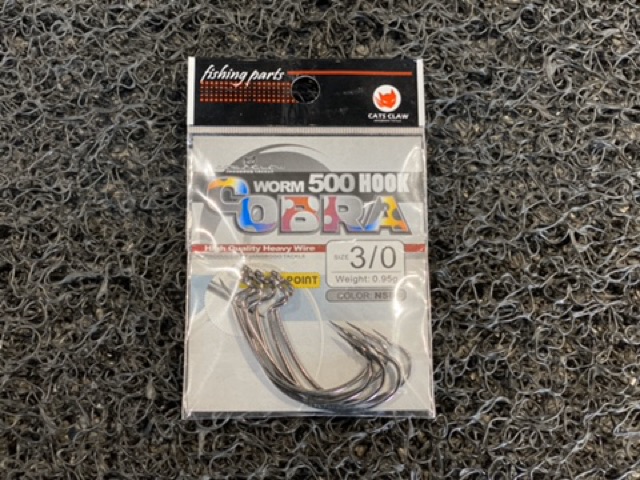 fishing parts
CATS CLAW
WORM 500 HOOK
COBRA
High Quality Heavy Wire
SIZE 3/0
Weight: 0.95g
POINT
COLOR: